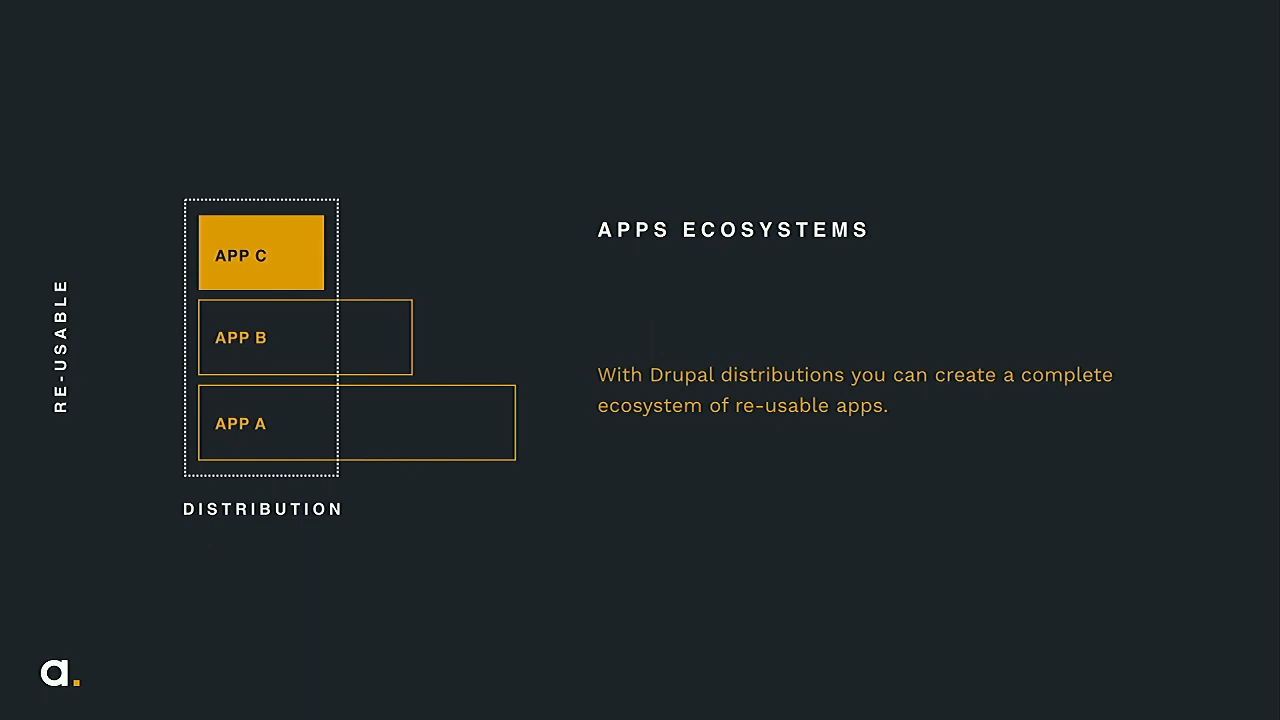 RE-USABLE
APP C
APP B
APP A
DISTRIBUTION
APPS ECOSYSTEMS
With Drupal distributions you can create a complete
ecosystem of re-usable apps.
a.